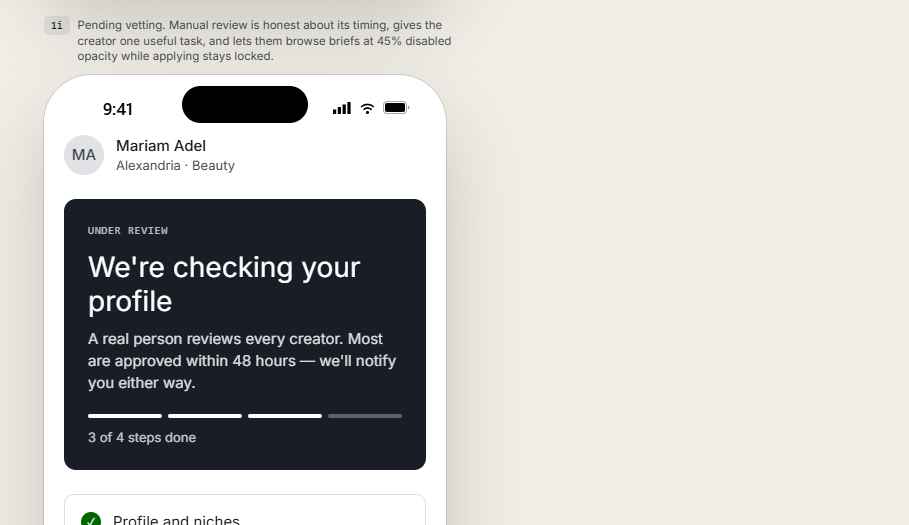 1i
Pending vetting. Manual review is honest about its timing, gives the
creator one useful task, and lets them browse briefs at 45% disabled
opacity while applying stays locked.
9:41
MA
Mariam Adel
Alexandria · Beauty
UNDER REVIEW
We're checking your
profile
A real person reviews every creator. Most
are approved within 48 hours — we'll notify
you either way.
3 of 4 steps done
Profile and niches